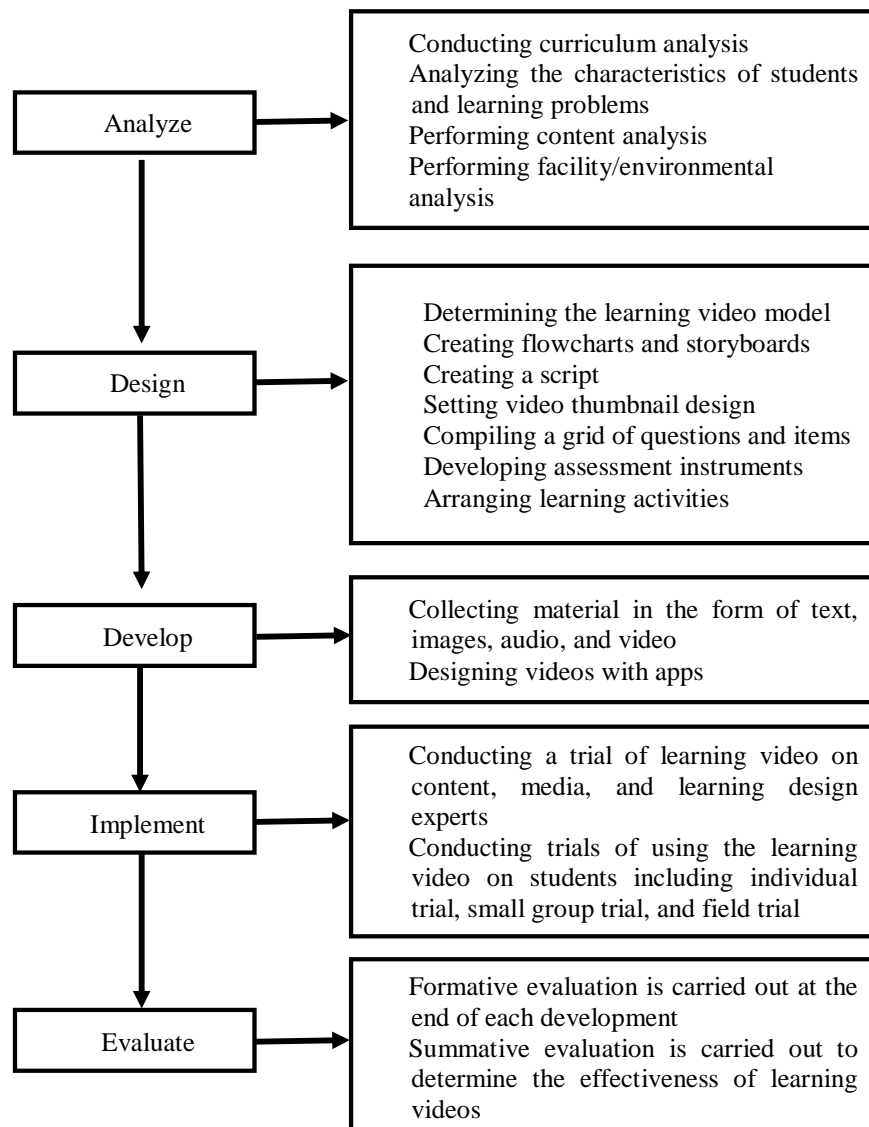 Analyze
Conducting curriculum analysis
Analyzing the characteristics of students
and learning problems
Performing content analysis
Performing facility/environmental
analysis
Design
Determining the learning video model
Creating flowcharts and storyboards
Creating a script
Setting video thumbnail design
Compiling a grid of questions and items
Developing assessment instruments
Arranging learning activities
Develop
Collecting material in the form of text,
images, audio, and video
Designing videos with apps
Implement
Conducting a trial of learning video on
content, media, and learning design
experts
Conducting trials of using the learning
video on students including individual
trial, small group trial, and field trial
Evaluate
Formative evaluation is carried out at the
end of each development
Summative evaluation is carried out to
determine the effectiveness of learning
videos